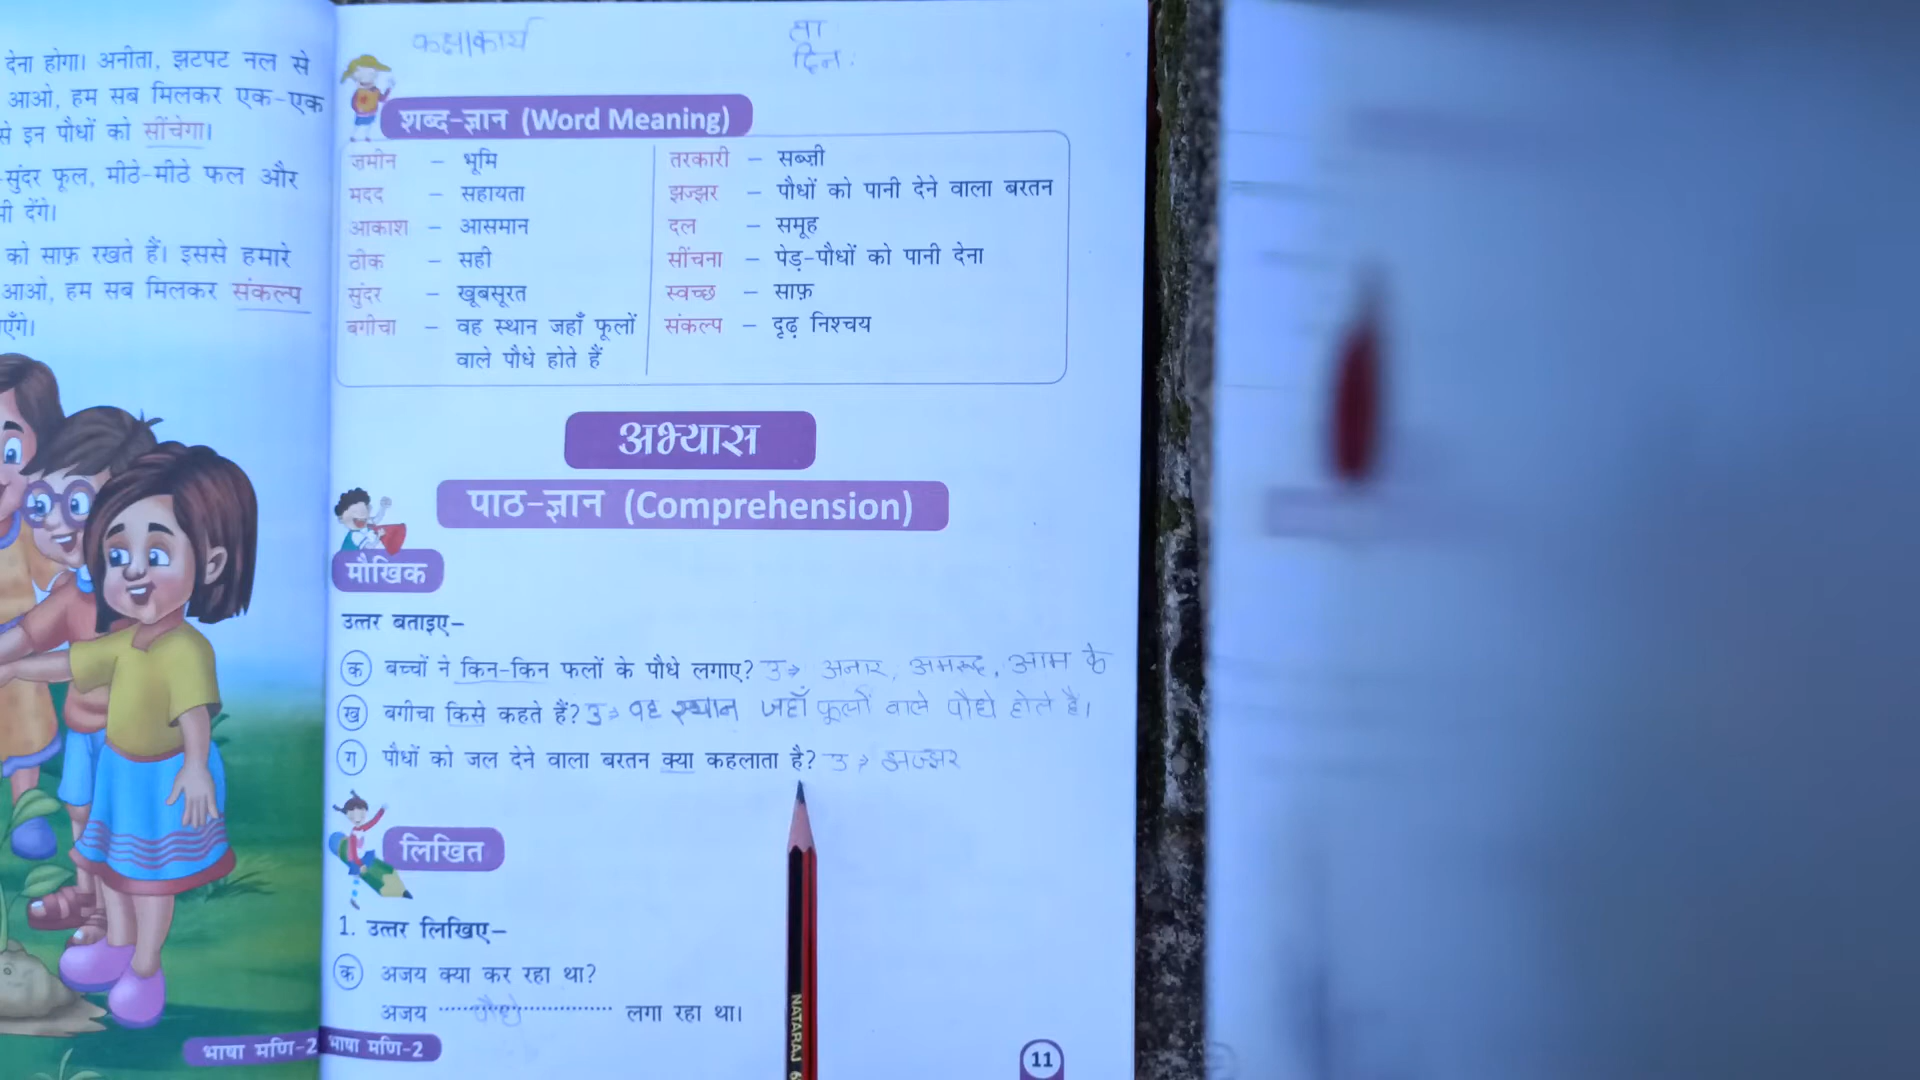 देना होगा। अनीता, झटपट नल से
आओ, हम सब मिलकर एक-एक
से इन पौधों को सींचेगा।
सुंदर फूल, मीठे-मीठे फल और
भी देंगे।
को साफ़ रखते हैं। इससे हमारे
आओ, हम सब मिलकर संकल्प
एँगे।
भाषा मणि-2
कक्षाकार्य
ता
दिन:
शब्द-ज्ञान (Word Meaning)
ज़मीन – भूमि
मदद – सहायता
आकाश – आसमान
ठीक – सही
सुंदर – खूबसूरत
बगीचा – वह स्थान जहाँ फूलों
वाले पौधे होते हैं
तरकारी – सब्ज़ी
झज्झर – पौधों को पानी देने वाला बरतन
दल – समूह
सींचना – पेड़-पौधों को पानी देना
स्वच्छ – साफ़
संकल्प – दृढ़ निश्चय
अभ्यास
पाठ-ज्ञान (Comprehension)
मौखिक
उत्तर बताइए–
क बच्चों ने किन-किन फलों के पौधे लगाए? उ→ अनार, अमरूद, आम के
ख बगीचा किसे कहते हैं? उ→ वह स्थान जहाँ फूलों वाले पौधे होते है।
ग पौधों को जल देने वाला बरतन क्या कहलाता है? उ→ झज्झर
लिखित
1. उत्तर लिखिए–
क अजय क्या कर रहा था?
अजय पौधे लगा रहा था।
भाषा मणि-2
11
NATARAJ 6